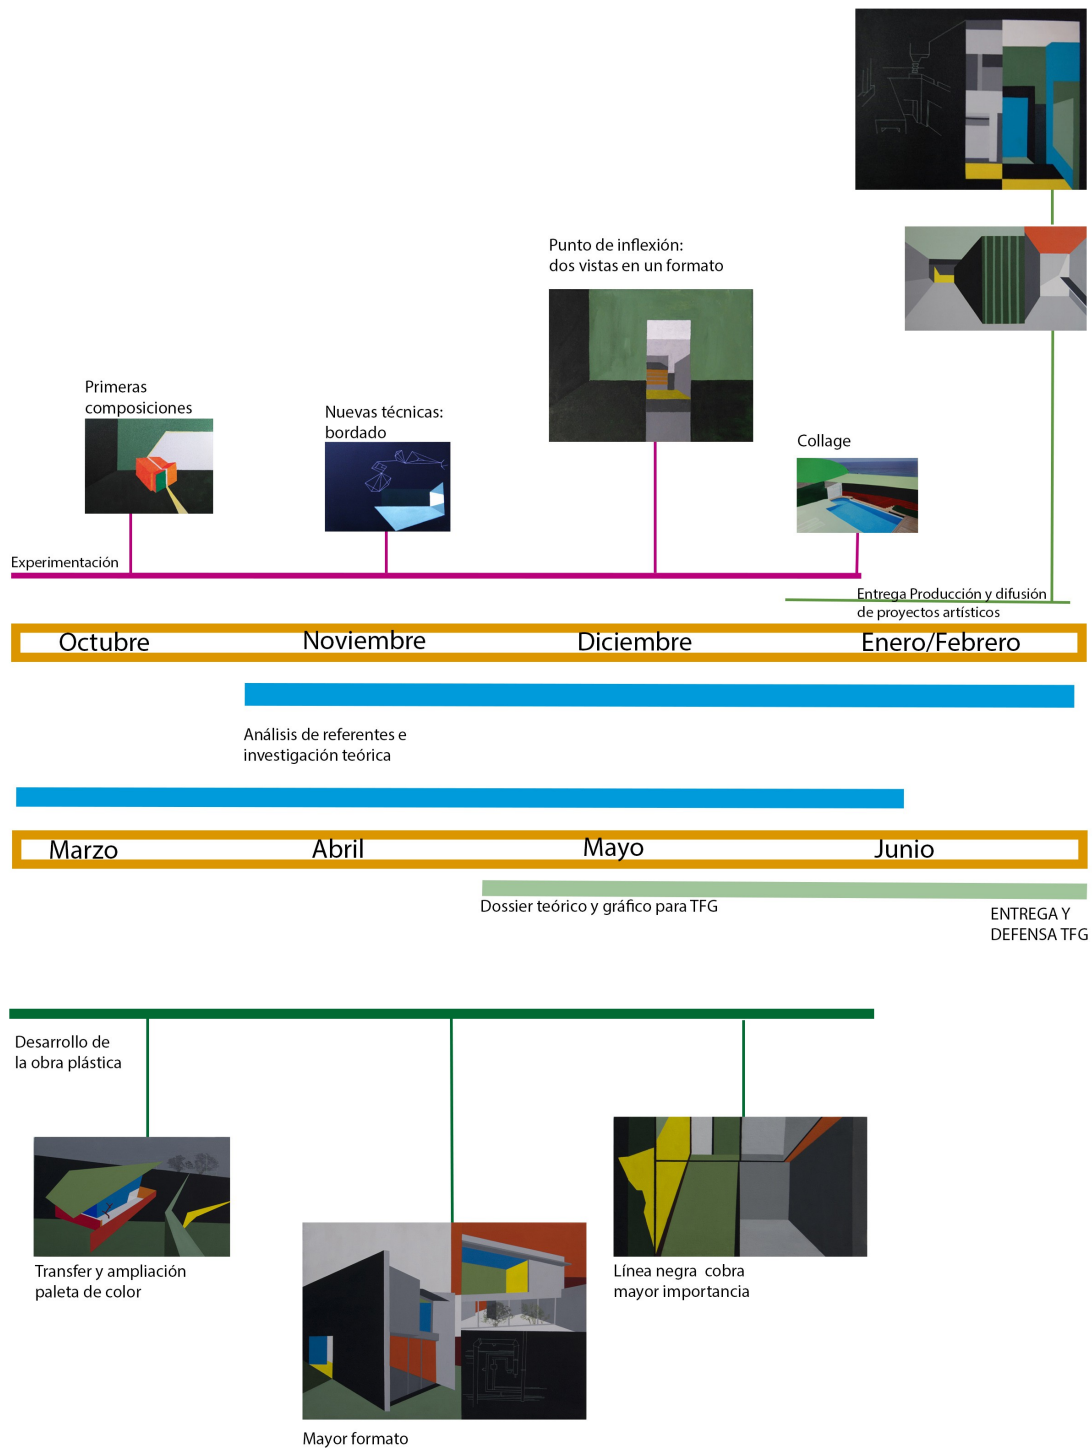 Punto de inflexión:
dos vistas en un formato
Primeras
composiciones
Nuevas técnicas:
bordado
Collage
Experimentación
Entrega Producción y difusión
de proyectos artísticos
Octubre
Noviembre
Diciembre
Enero/Febrero
Análisis de referentes e
investigación teórica
Marzo
Abril
Mayo
Junio
Dossier teórico y gráfico para TFG
ENTREGA Y
DEFENSA TFG
Desarrollo de
la obra plástica
Transfer y ampliación
paleta de color
Línea negra cobra
mayor importancia
Mayor formato